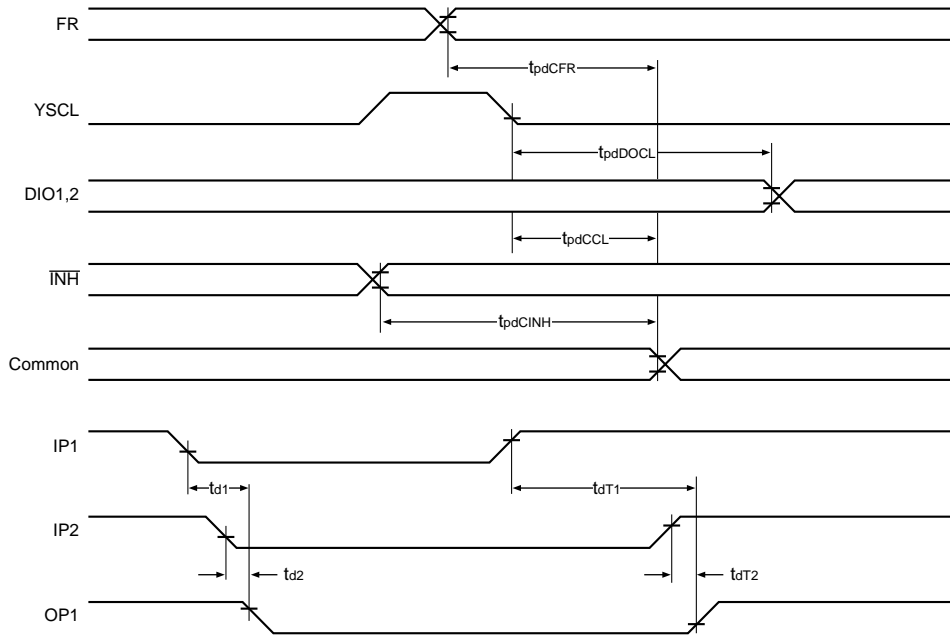 FR
tpdCFR
YSCL
tpdDOCL
DIO1,2
tpdCCL
INH
tpdCINH
Common
IP1
td1
tdT1
IP2
td2
tdT2
OP1